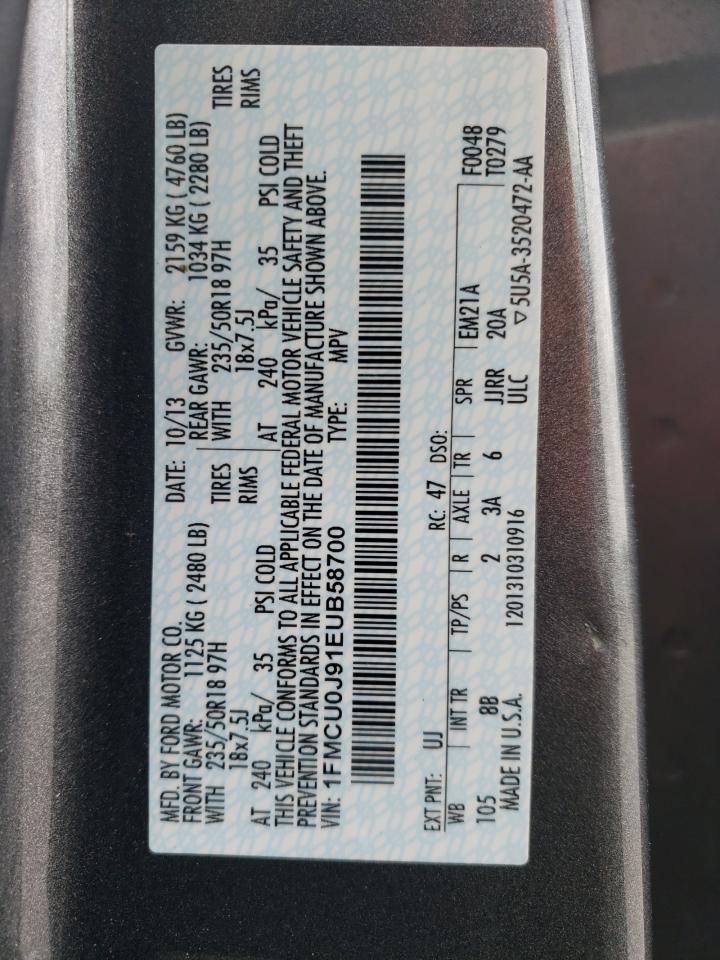 MFD. BY FORD MOTOR CO. DATE: 10/13 GVWR: 2159 KG ( 4760 LB)
FRONT GAWR: 1125 KG ( 2480 LB) REAR GAWR: 1034 KG ( 2280 LB)
WITH 235/50R18 97H TIRES WITH 235/50R18 97H TIRES
18x7.5J RIMS 18x7.5J RIMS
AT 240 kPa/ 35 PSI COLD AT 240 kPa/ 35 PSI COLD
THIS VEHICLE CONFORMS TO ALL APPLICABLE FEDERAL MOTOR VEHICLE SAFETY AND THEFT
PREVENTION STANDARDS IN EFFECT ON THE DATE OF MANUFACTURE SHOWN ABOVE.
VIN: 1FMCU0J91EUB58700 TYPE: MPV
EXT PNT: UJ RC: 47 DSO:
WB INT TR TP/PS R AXLE TR SPR EM21A F0048
105 8B 2 3A 6 JJRR 20A T0279
MADE IN U.S.A. 1201310310916 ULC ▽5U5A-3520472-AA